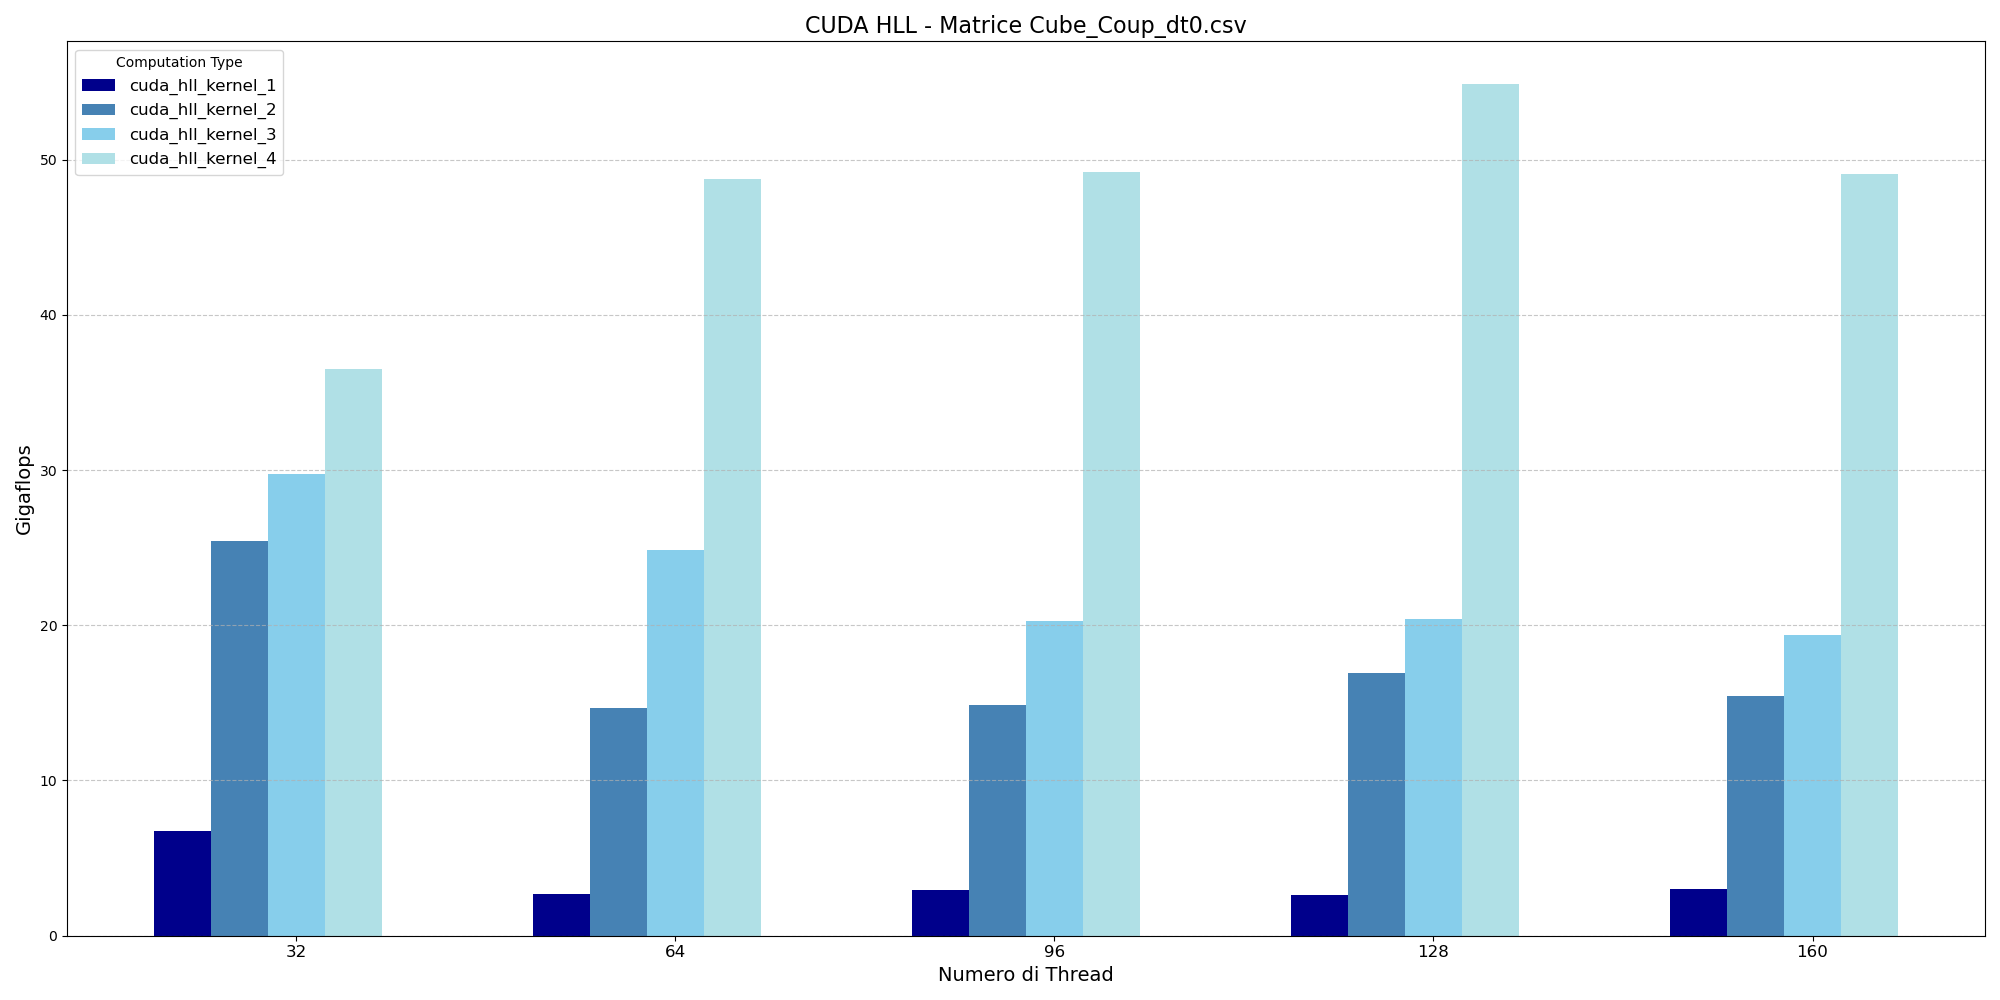 CUDA HLL - Matrice Cube_Coup_dt0.csv
Computation Type
cuda_hll_kernel_1
cuda_hll_kernel_2
cuda_hll_kernel_3
cuda_hll_kernel_4
Gigaflops
50
40
30
20
10
0
32 64 96 128 160
Numero di Thread